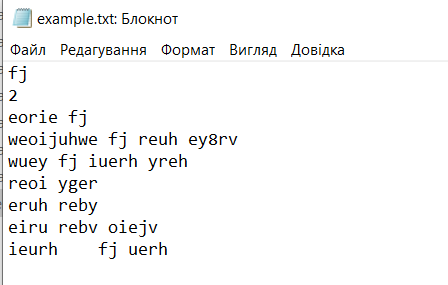 example.txt: Блокнот
Файл Редагування Формат Вигляд Довідка
fj
2
eorie fj
weoijuhwe fj reuh ey8rv
wuey fj iuerh yreh
reoi yger
eruh reby
eiru rebv oiejv
ieurh    fj uerh